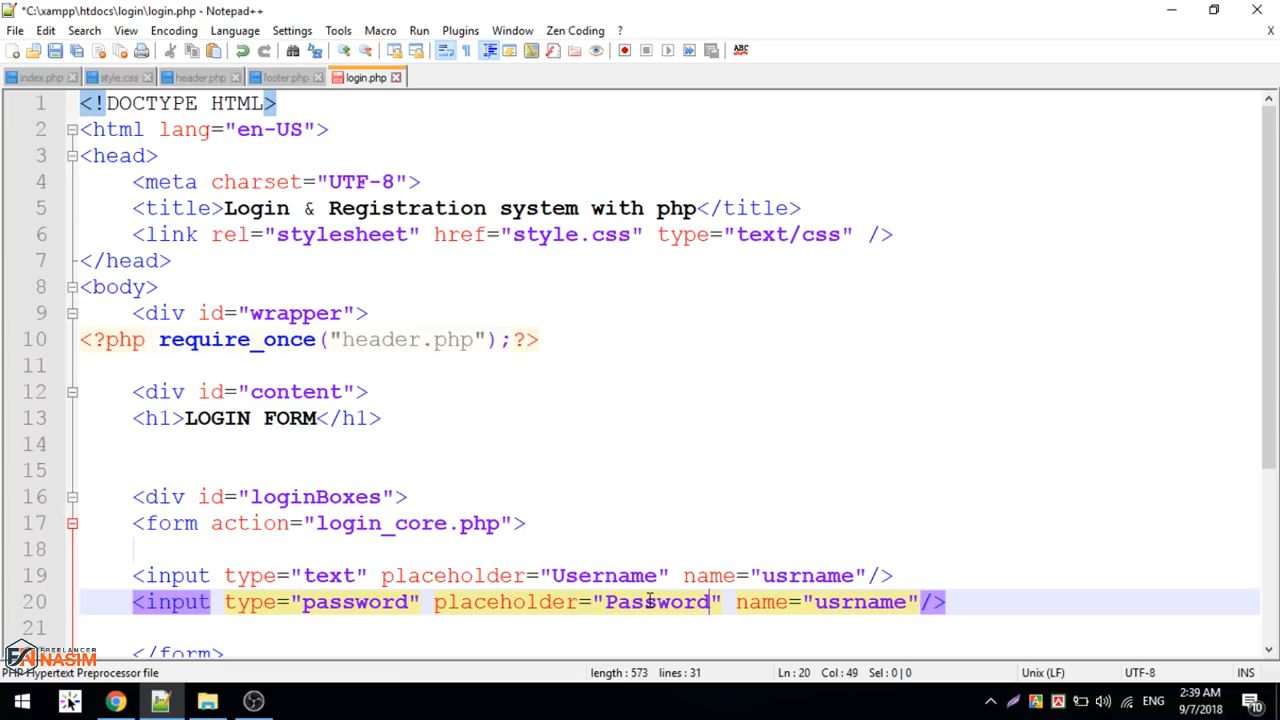 *C:\xampp\htdocs\login\login.php - Notepad++
File Edit Search View Encoding Language Settings Tools Macro Run Plugins Window Zen Coding ? X
index.php style.css header.php footer.php login.php
1 <!DOCTYPE HTML>
2 <html lang="en-US">
3 <head>
4 <meta charset="UTF-8">
5 <title>Login & Registration system with php</title>
6 <link rel="stylesheet" href="style.css" type="text/css" />
7 </head>
8 <body>
9 <div id="wrapper">
10 <?php require_once("header.php");?>
11
12 <div id="content">
13 <h1>LOGIN FORM</h1>
14
15
16 <div id="loginBoxes">
17 <form action="login_core.php">
18
19 <input type="text" placeholder="Username" name="usrname"/>
20 <input type="password" placeholder="Password" name="usrname"/>
21
</form>
FREELANCER
NASIM
PHP Hypertext Preprocessor file length : 573 lines : 31 Ln : 20 Col : 49 Sel : 0 | 0 Unix (LF) UTF-8 INS
ENG 2:39 AM
9/7/2018 10